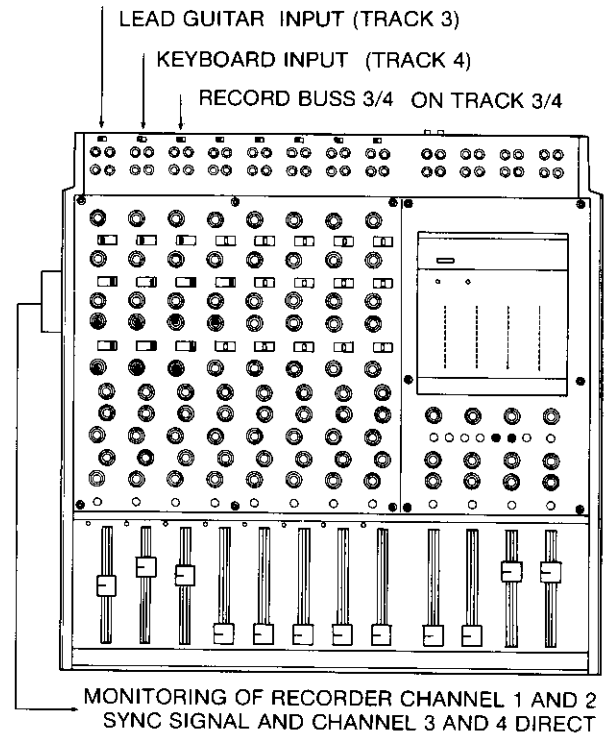 LEAD GUITAR INPUT (TRACK 3)
KEYBOARD INPUT (TRACK 4)
RECORD BUSS 3/4 ON TRACK 3/4
MONITORING OF RECORDER CHANNEL 1 AND 2
SYNC SIGNAL AND CHANNEL 3 AND 4 DIRECT